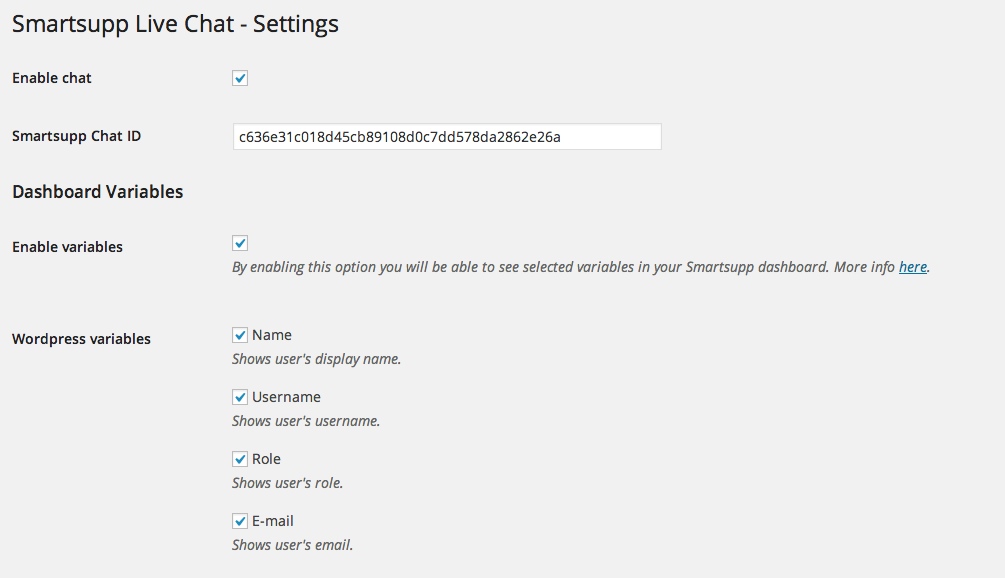 Smartsupp Live Chat - Settings
Enable chat
Smartsupp Chat ID
c636e31c018d45cb89108d0c7dd578da2862e26a
Dashboard Variables
Enable variables
By enabling this option you will be able to see selected variables in your Smartsupp dashboard. More info here.
Wordpress variables
Name
Shows user's display name.
Username
Shows user's username.
Role
Shows user's role.
E-mail
Shows user's email.